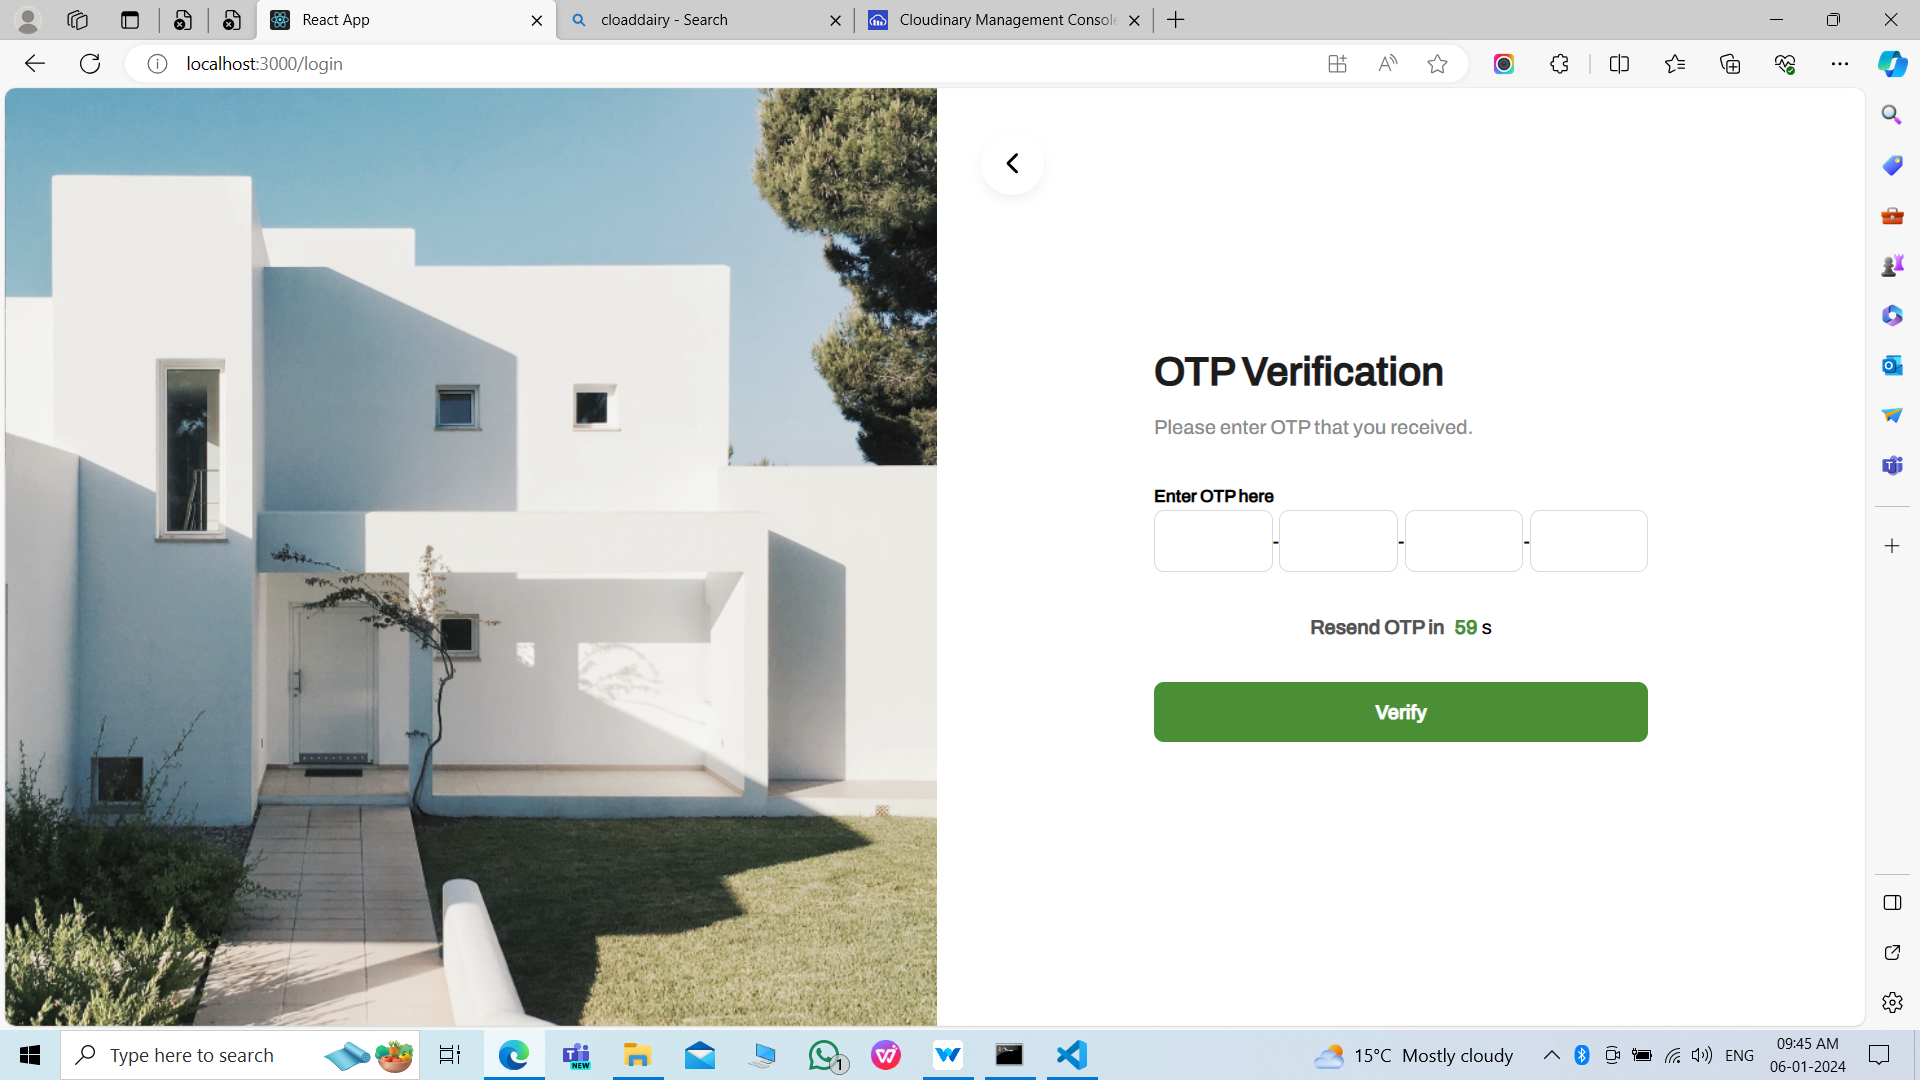 React App
cloaddairy - Search
Cloudinary Management Console
localhost:3000/login
OTP Verification
Please enter OTP that you received.
Enter OTP here
- - -
Resend OTP in 59 s
Verify
Type here to search
NEW
1
15°C Mostly cloudy
ENG
09:45 AM
06-01-2024